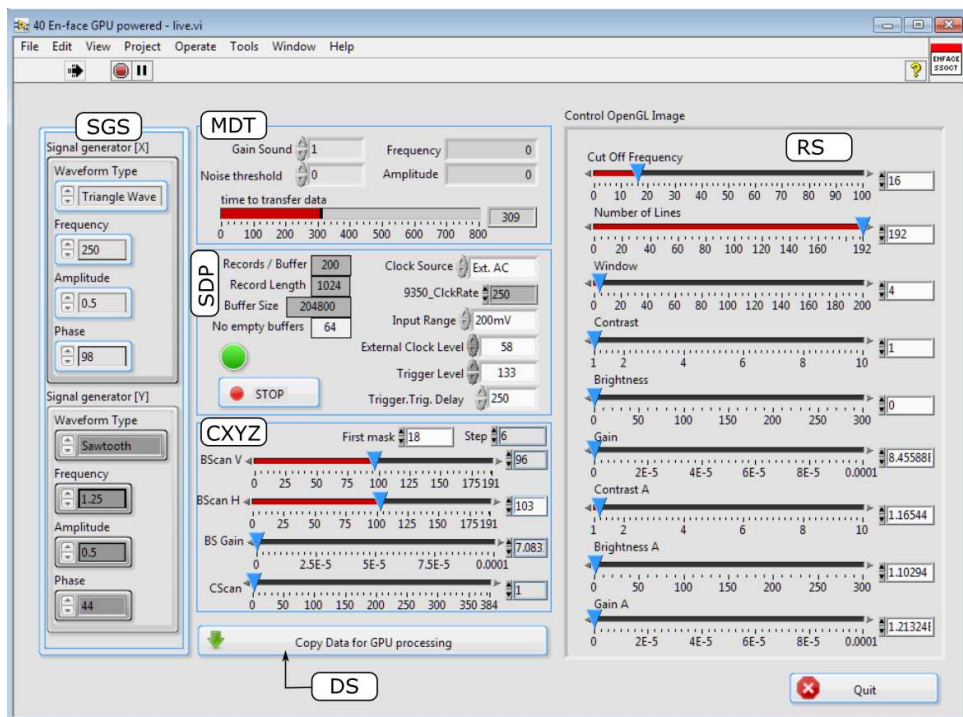 40 En-face GPU powered - live.vi
File Edit View Project Operate Tools Window Help
ENFACE
SSOCT
SGS
Signal generator [X]
Waveform Type
Triangle Wave
Frequency
250
Amplitude
0.5
Phase
98
Signal generator [Y]
Waveform Type
Sawtooth
Frequency
1.25
Amplitude
0.5
Phase
44
MDT
Gain Sound 1 Frequency 0
Noise threshold 0 Amplitude 0
time to transfer data
309
0 100 200 300 400 500 600 700 800
SDP
Records / Buffer 200 Clock Source Ext. AC
Record Length 1024 9350_ClckRate 250
Buffer Size 204800
No empty buffers 64 Input Range 200mV
External Clock Level 58
Trigger Level 133
STOP Trigger.Trig. Delay 250
CXYZ
First mask 18 Step 6
BScan V 96
0 25 50 75 100 125 150 175 191
BScan H 103
0 25 50 75 100 125 150 175 191
BS Gain 7.083
0 2.5E-5 5E-5 7.5E-5 0.0001
CScan 1
0 50 100 150 200 250 300 350 384
Copy Data for GPU processing
DS
Control OpenGL Image
RS
Cut Off Frequency
16
0 10 20 30 40 50 60 70 80 90 100
Number of Lines
192
0 20 40 60 80 100 120 140 160 192
Window
4
0 20 40 60 80 100 120 140 160 180 200
Contrast
1
1 2 4 6 8 10
Brightness
0
0 50 100 150 200 250 300
Gain
0 2E-5 4E-5 6E-5 8E-5 0.0001
Contrast A
1.16544
1 2 4 6 8 10
Brightness A
1.10294
0 50 100 150 200 250 300
Gain A
0 2E-5 4E-5 6E-5 8E-5 0.0001
Quit